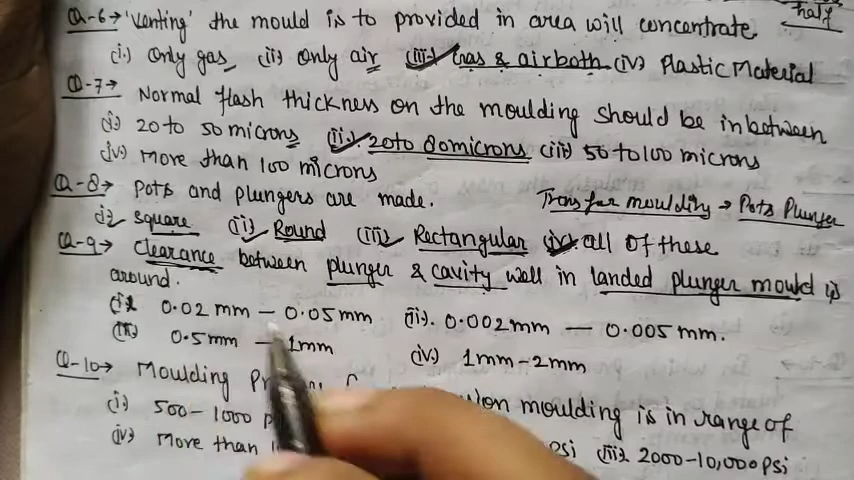 half
Q-6→ 'venting' the mould is to provided in area will concentrate.
(i.) Only gas (ii) Only air (iii) Gas & air both (iv) Plastic Material
Q-7→ Normal flash thickness on the moulding should be in between
(i) 20 to 50 microns (ii) 20 to 80 microns (iii) 50 to 100 microns
(iv) More than 100 microns
Q-8→ Pots and plungers are made. Transfer moulding → Pots Plunger
(i) Square (ii) Round (iii) Rectangular (iv) all of these
Q-9→ Clearance between plunger & cavity well in landed plunger mould is
around.
(i) 0.02 mm – 0.05 mm (ii). 0.002 mm — 0.005 mm.
(iii) 0.5 mm – 1mm (iv) 1mm – 2mm
Q-10→ Moulding moulding is in range of
(i) 500 – 1000 psi (iii) 2000-10,000 psi
(iv) More than